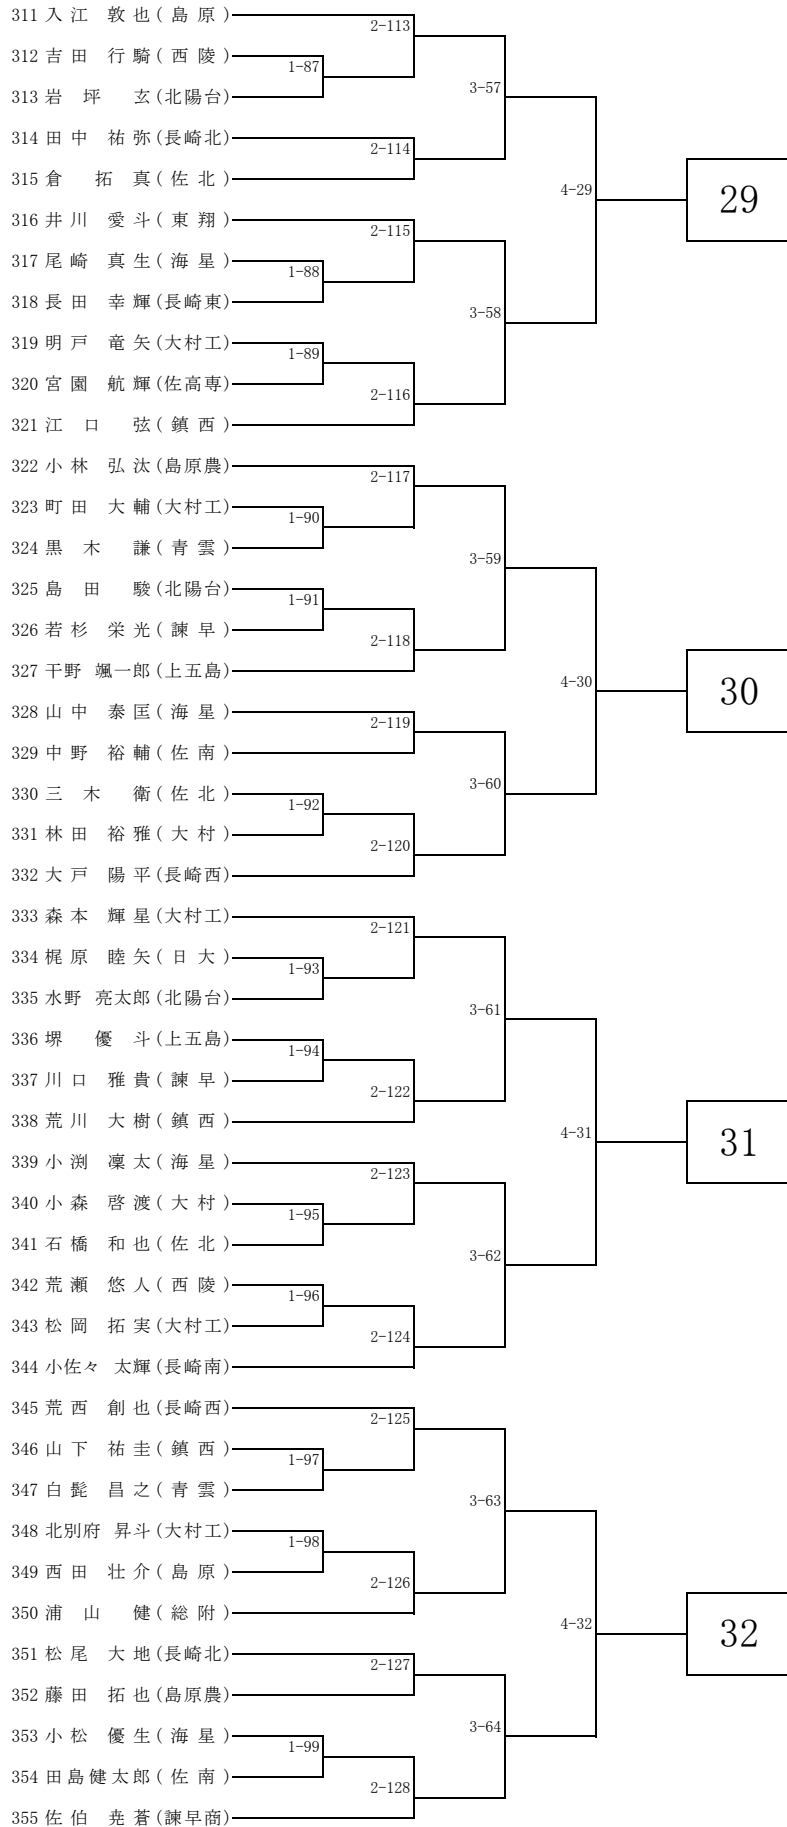 311 入江 敦也 (島原)
2-113
312 吉田 行騎 (西陵)
1-87
313 岩坪 玄 (北陽台)
3-57
314 田中 祐弥 (長崎北)
2-114
315 倉 拓真 (佐北)
4-29
29
316 井川 愛斗 (東翔)
2-115
317 尾崎 真生 (海星)
1-88
318 長田 幸輝 (長崎東)
3-58
319 明戸 竜矢 (大村工)
1-89
320 宮園 航輝 (佐高専)
2-116
321 江口 弦 (鎮西)
322 小林 弘汰 (島原農)
2-117
323 町田 大輔 (大村工)
1-90
324 黒木 謙 (青雲)
3-59
325 島田 駿 (北陽台)
1-91
326 若杉 栄光 (諫早)
2-118
327 干野 颯一郎 (上五島)
4-30
30
328 山中 泰匡 (海星)
2-119
329 中野 裕輔 (佐南)
3-60
330 三木 衛 (佐北)
1-92
331 林田 裕雅 (大村)
2-120
332 大戸 陽平 (長崎西)
333 森本 輝星 (大村工)
2-121
334 梶原 睦矢 (日大)
1-93
335 水野 亮太郎 (北陽台)
3-61
336 堺 優斗 (上五島)
1-94
337 川口 雅貴 (諫早)
2-122
338 荒川 大樹 (鎮西)
4-31
31
339 小渕 凜太 (海星)
2-123
340 小森 啓渡 (大村)
1-95
341 石橋 和也 (佐北)
3-62
342 荒瀬 悠人 (西陵)
1-96
343 松岡 拓実 (大村工)
2-124
344 小佐々 太輝 (長崎南)
345 荒西 創也 (長崎西)
2-125
346 山下 祐圭 (鎮西)
1-97
347 白髭 昌之 (青雲)
3-63
348 北別府 昇斗 (大村工)
1-98
349 西田 壮介 (島原)
2-126
350 浦山 健 (総附)
4-32
32
351 松尾 大地 (長崎北)
2-127
352 藤田 拓也 (島原農)
3-64
353 小松 優生 (海星)
1-99
354 田島健太郎 (佐南)
2-128
355 佐伯 尭蒼 (諫早商)